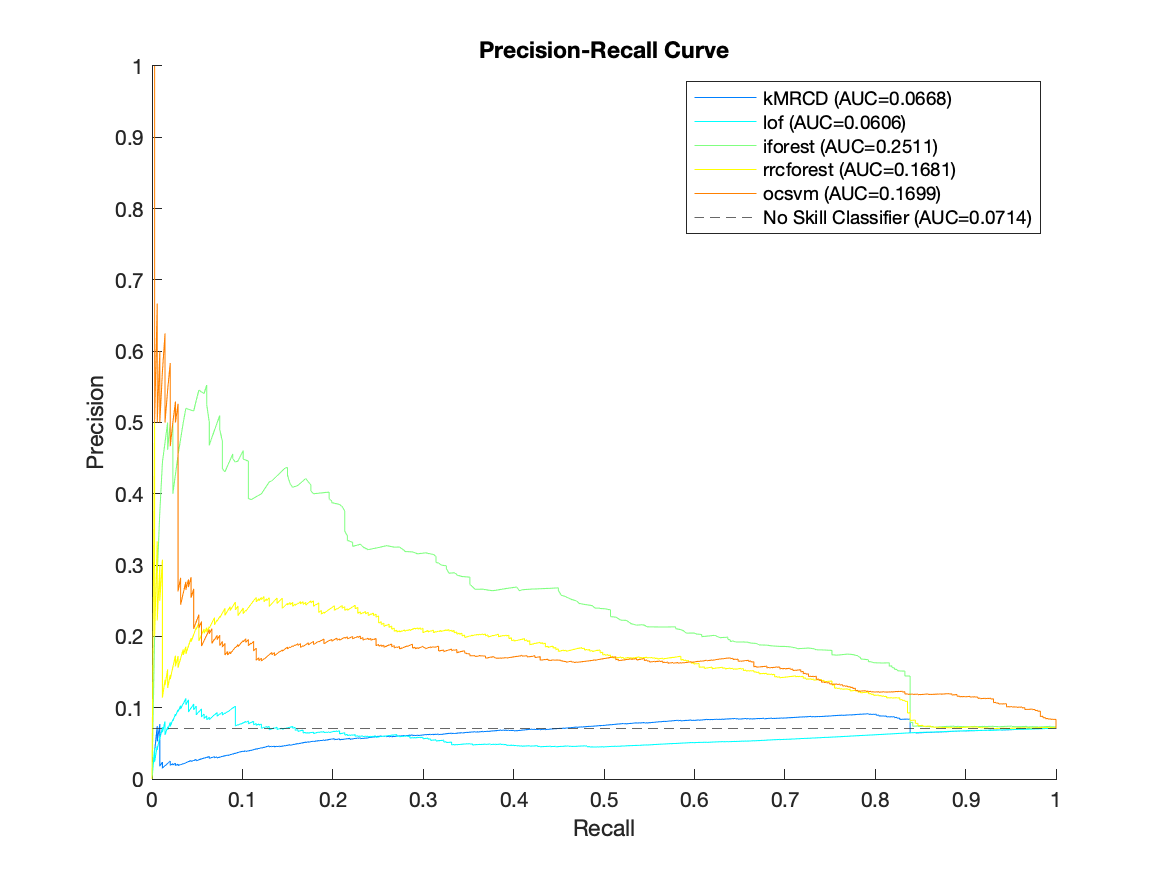 Precision-Recall Curve
kMRCD (AUC=0.0668)
lof (AUC=0.0606)
iforest (AUC=0.2511)
rrcforest (AUC=0.1681)
ocsvm (AUC=0.1699)
No Skill Classifier (AUC=0.0714)
Precision
1
0.9
0.8
0.7
0.6
0.5
0.4
0.3
0.2
0.1
0
0 0.1 0.2 0.3 0.4 0.5 0.6 0.7 0.8 0.9 1
Recall